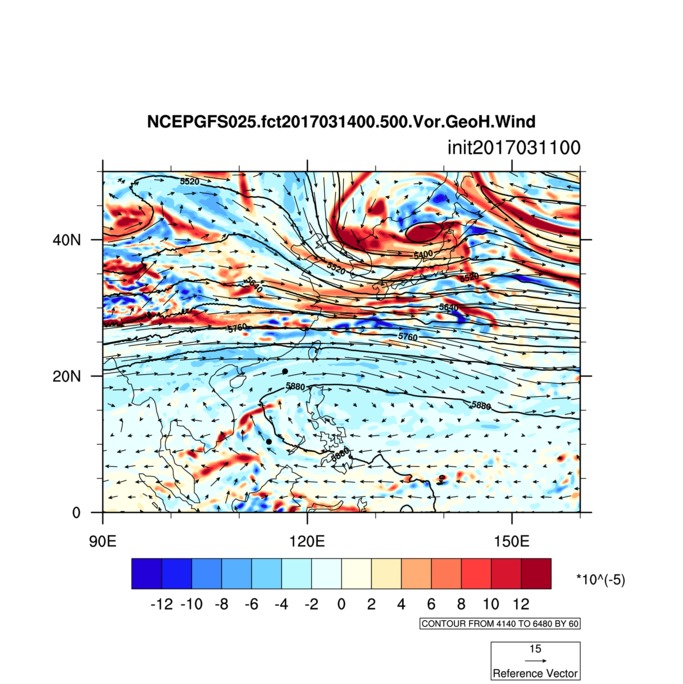 NCEPGFS025.fct2017031400.500.Vor.GeoH.Wind
init2017031100
5520
40N
5400
5520
5640
5640
5760
5760
20N
5880
5880
5880
0
90E 120E 150E
-12 -10 -8 -6 -4 -2 0 2 4 6 8 10 12
*10^(-5)
CONTOUR FROM 4140 TO 6480 BY 60
15
Reference Vector